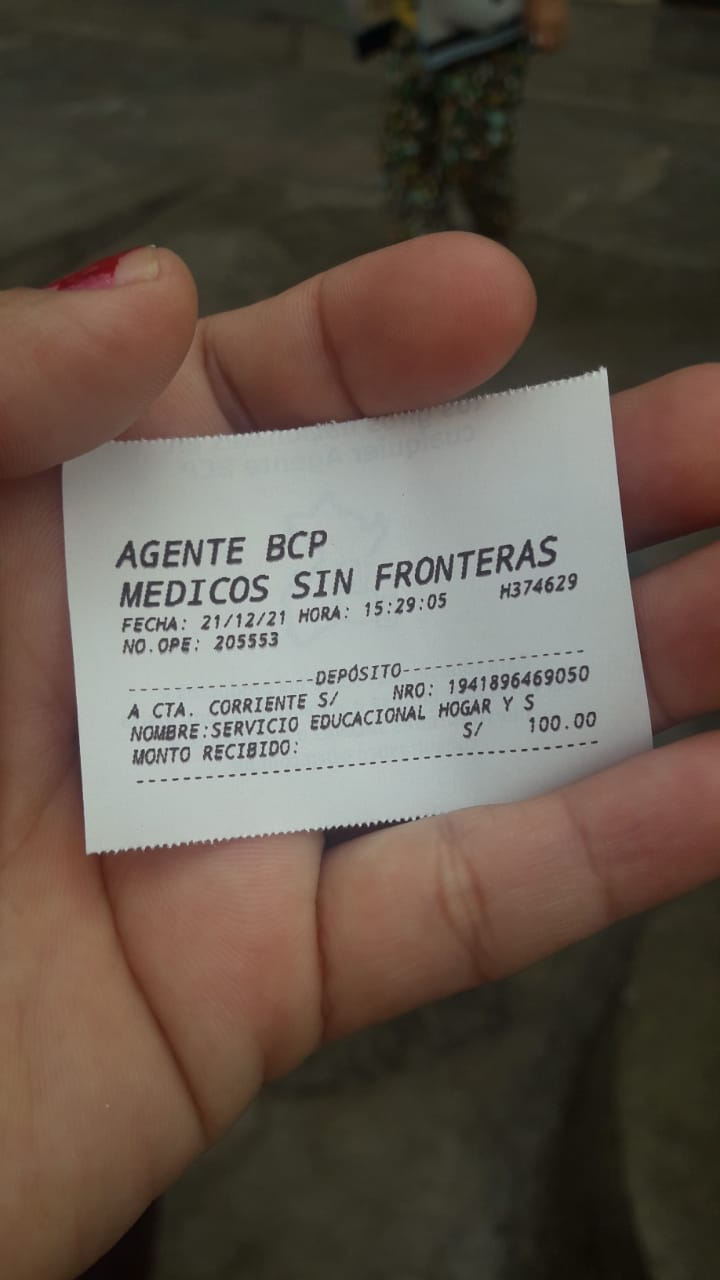 AGENTE BCP
MEDICOS SIN FRONTERAS
FECHA: 21/12/21 HORA: 15:29:05 H374629
NO.OPE: 205553
-----------------DEPÓSITO-----------------
A CTA. CORRIENTE S/ NRO: 1941896469050
NOMBRE:SERVICIO EDUCACIONAL HOGAR Y S
MONTO RECIBIDO: S/ 100.00
------------------------------------------